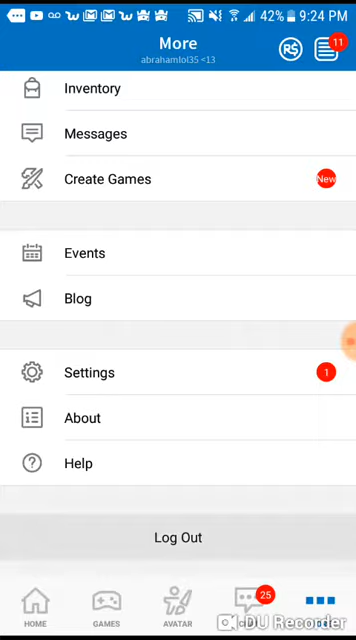 42% 9:24 PM
More
abrahamlol35 <13
R$
11
Inventory
Messages
Create Games
New
Events
Blog
Settings
1
About
Help
Log Out
25
HOME
GAMES
AVATAR
DU Recorder